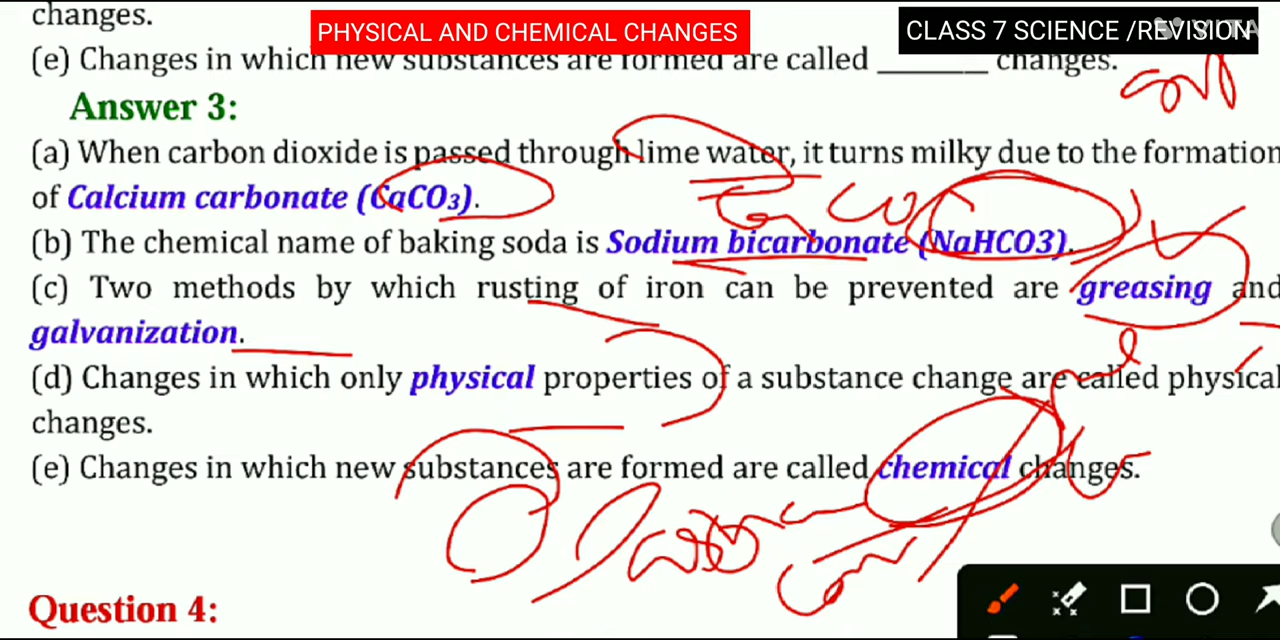 changes.
PHYSICAL AND CHEMICAL CHANGES
CLASS 7 SCIENCE /REVISION
(e) Changes in which new substances are formed are called _______ changes.
Answer 3:
(a) When carbon dioxide is passed through lime water, it turns milky due to the formation
of Calcium carbonate (CaCO3).
(b) The chemical name of baking soda is Sodium bicarbonate (NaHCO3).
(c) Two methods by which rusting of iron can be prevented are greasing and
galvanization.
(d) Changes in which only physical properties of a substance change are called physical
changes.
(e) Changes in which new substances are formed are called chemical changes.
Question 4: